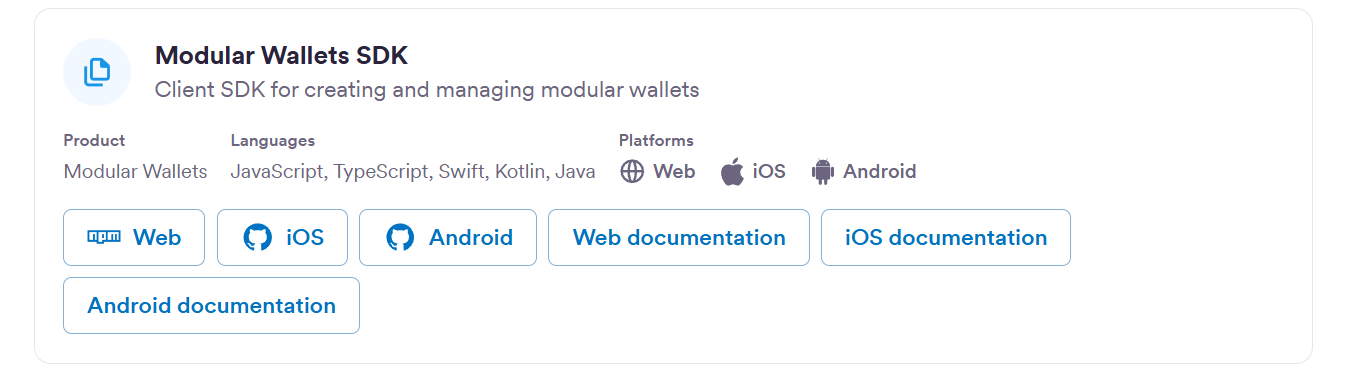 Modular Wallets SDK
Client SDK for creating and managing modular wallets
Product
Modular Wallets
Languages
JavaScript, TypeScript, Swift, Kotlin, Java
Platforms
Web
iOS
Android
npm Web
iOS
Android
Web documentation
iOS documentation
Android documentation